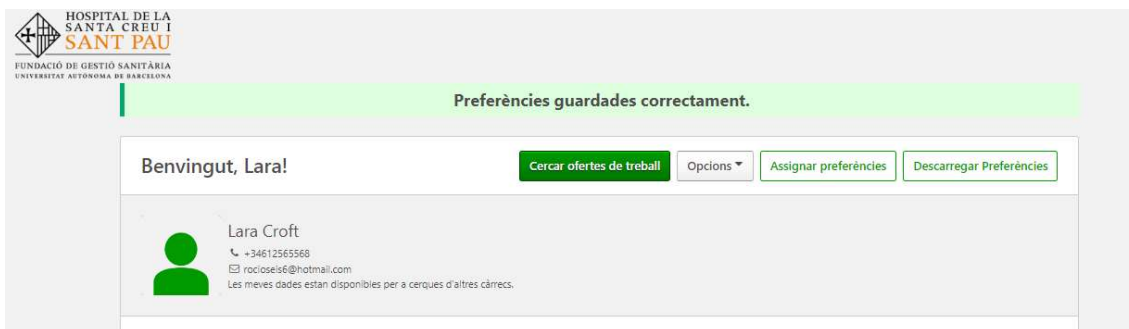 HOSPITAL DE LA
SANTA CREU I
SANT PAU
FUNDACIÓ DE GESTIÓ SANITÀRIA
UNIVERSITAT AUTÒNOMA DE BARCELONA
Preferències guardades correctament.
Benvingut, Lara!
Cercar ofertes de treball
Opcions
Assignar preferències
Descarregar Preferències
Lara Croft
+34612565568
rocioseis6@hotmail.com
Les meves dades estan disponibles per a cerques d'altres càrrecs.